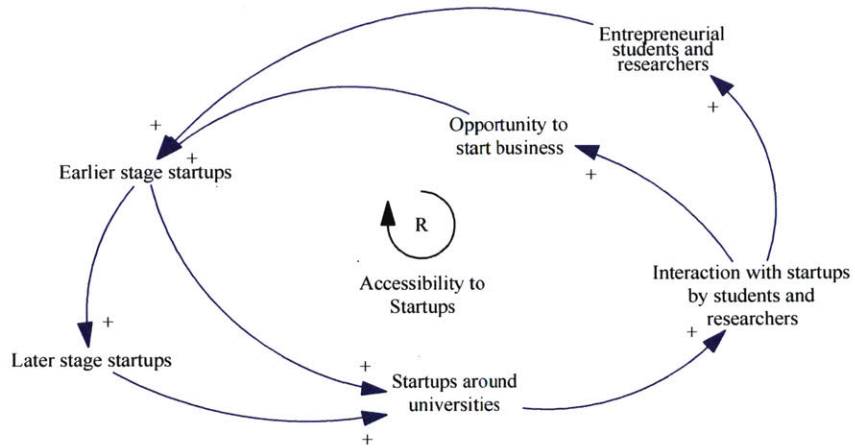 Entrepreneurial
students and
researchers
+
Opportunity to
start business
+
+
+
Earlier stage startups
R
Accessibility to
Startups
Interaction with startups
by students and
researchers
+
+
Later stage startups
+
Startups around
universities
+